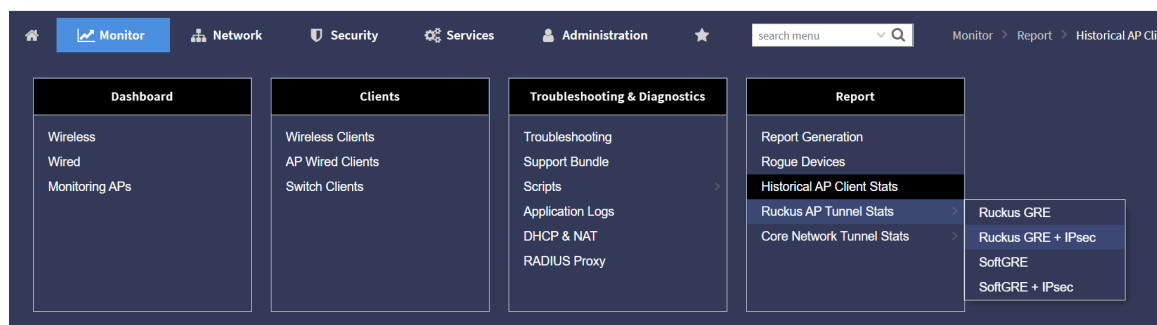 Monitor
Network
Security
Services
Administration
search menu
Monitor > Report > Historical AP Cli
Dashboard
Wireless
Wired
Monitoring APs
Clients
Wireless Clients
AP Wired Clients
Switch Clients
Troubleshooting & Diagnostics
Troubleshooting
Support Bundle
Scripts
Application Logs
DHCP & NAT
RADIUS Proxy
Report
Report Generation
Rogue Devices
Historical AP Client Stats
Ruckus AP Tunnel Stats
Core Network Tunnel Stats
Ruckus GRE
Ruckus GRE + IPsec
SoftGRE
SoftGRE + IPsec